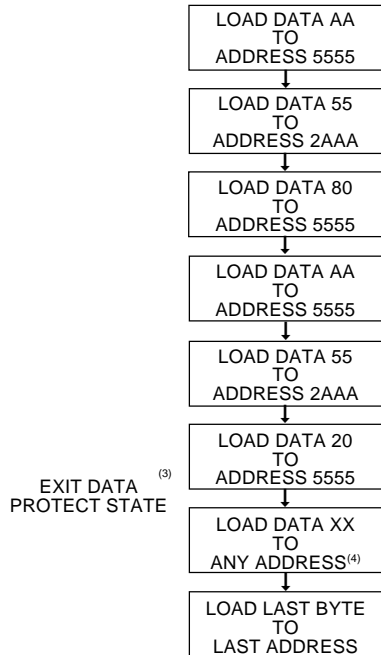 LOAD DATA AA
TO
ADDRESS 5555
LOAD DATA 55
TO
ADDRESS 2AAA
LOAD DATA 80
TO
ADDRESS 5555
LOAD DATA AA
TO
ADDRESS 5555
LOAD DATA 55
TO
ADDRESS 2AAA
LOAD DATA 20
TO
ADDRESS 5555
EXIT DATA (3)
PROTECT STATE
LOAD DATA XX
TO
ANY ADDRESS(4)
LOAD LAST BYTE
TO
LAST ADDRESS